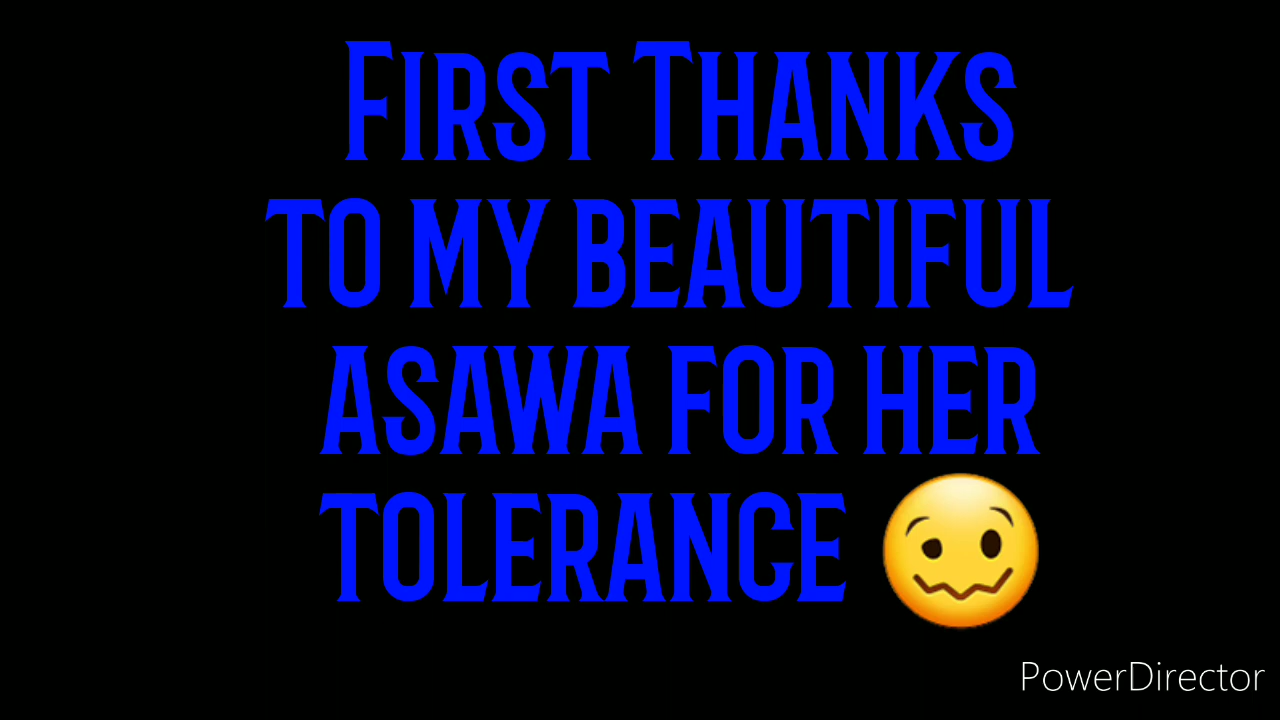 First Thanks
to my beautiful
asawa for her
tolerance 🥴
PowerDirector